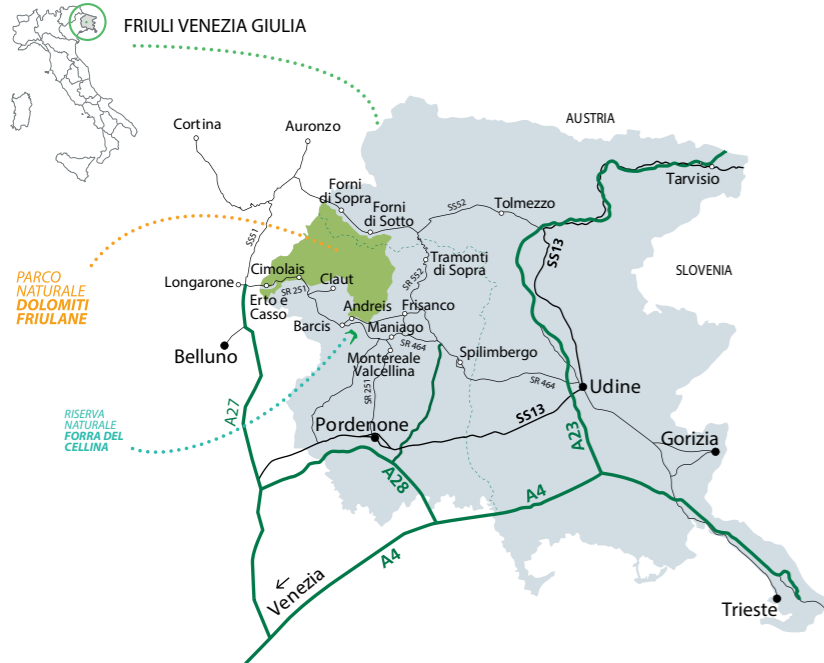 FRIULI VENEZIA GIULIA
AUSTRIA
Cortina
Auronzo
Tarvisio
Forni
di Sopra
Forni
di Sotto
SS52
Tolmezzo
SS51
SS13
PARCO
NATURALE
DOLOMITI
FRIULANE
Tramonti
di Sopra
SLOVENIA
Longarone
Cimolais
Claut
SR 251
SR 552
Erto e
Casso
Andreis
Frisanco
Barcis
Maniago
SR 464
Belluno
Montereale
Valcellina
Spilimbergo
SR 464
Udine
SR 251
A27
RISERVA
NATURALE
FORRA DEL
CELLINA
Pordenone
SS13
A23
Gorizia
A28
A4
A4
←
Venezia
Trieste